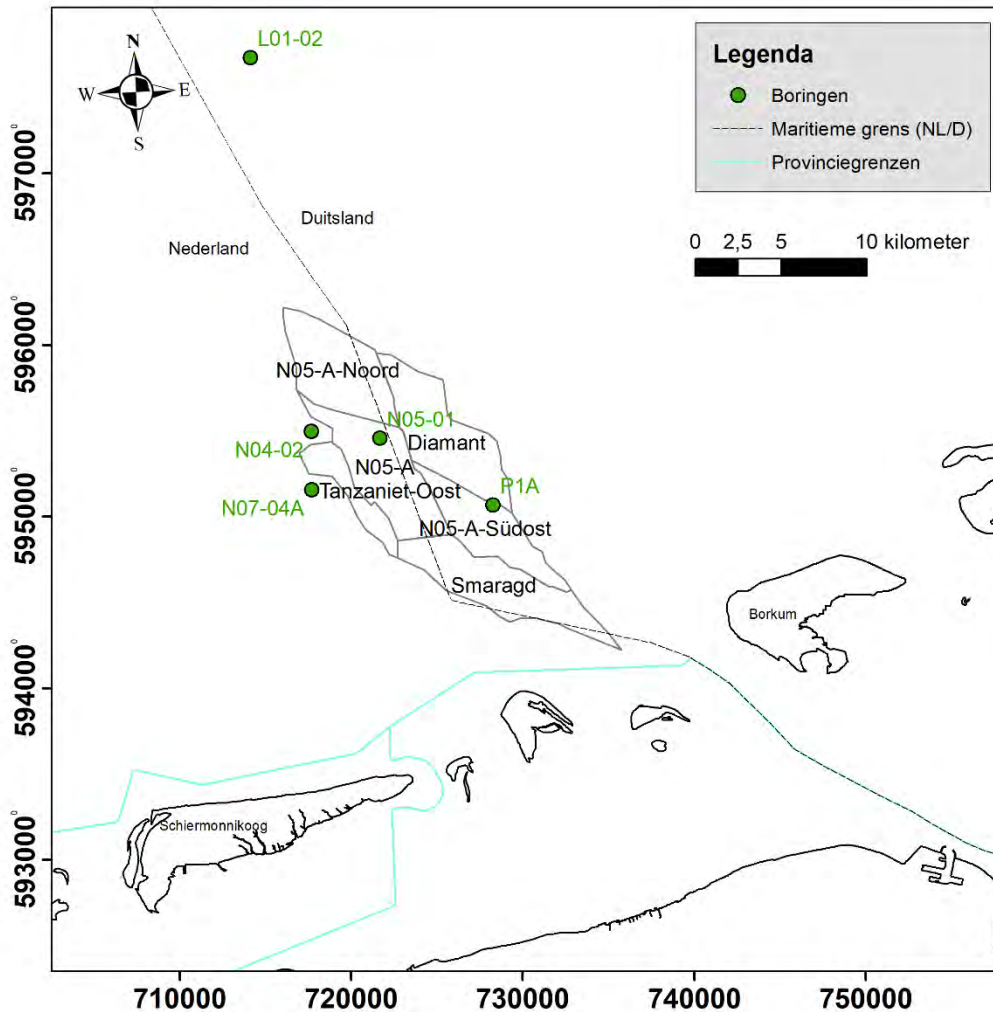 L01-02
N
W
E
S
Legenda
Boringen
Maritieme grens (NL/D)
Provinciegrenzen
0 2,5 5 10 kilometer
Duitsland
Nederland
N05-A-Noord
N05-01
Diamant
N04-02
N05-A
Tanzaniet-Oost
P1A
N07-04A
N05-A-Südost
Smaragd
Borkum
Schiermonnikoog
597000
596000
595000
594000
593000
710000 720000 730000 740000 750000